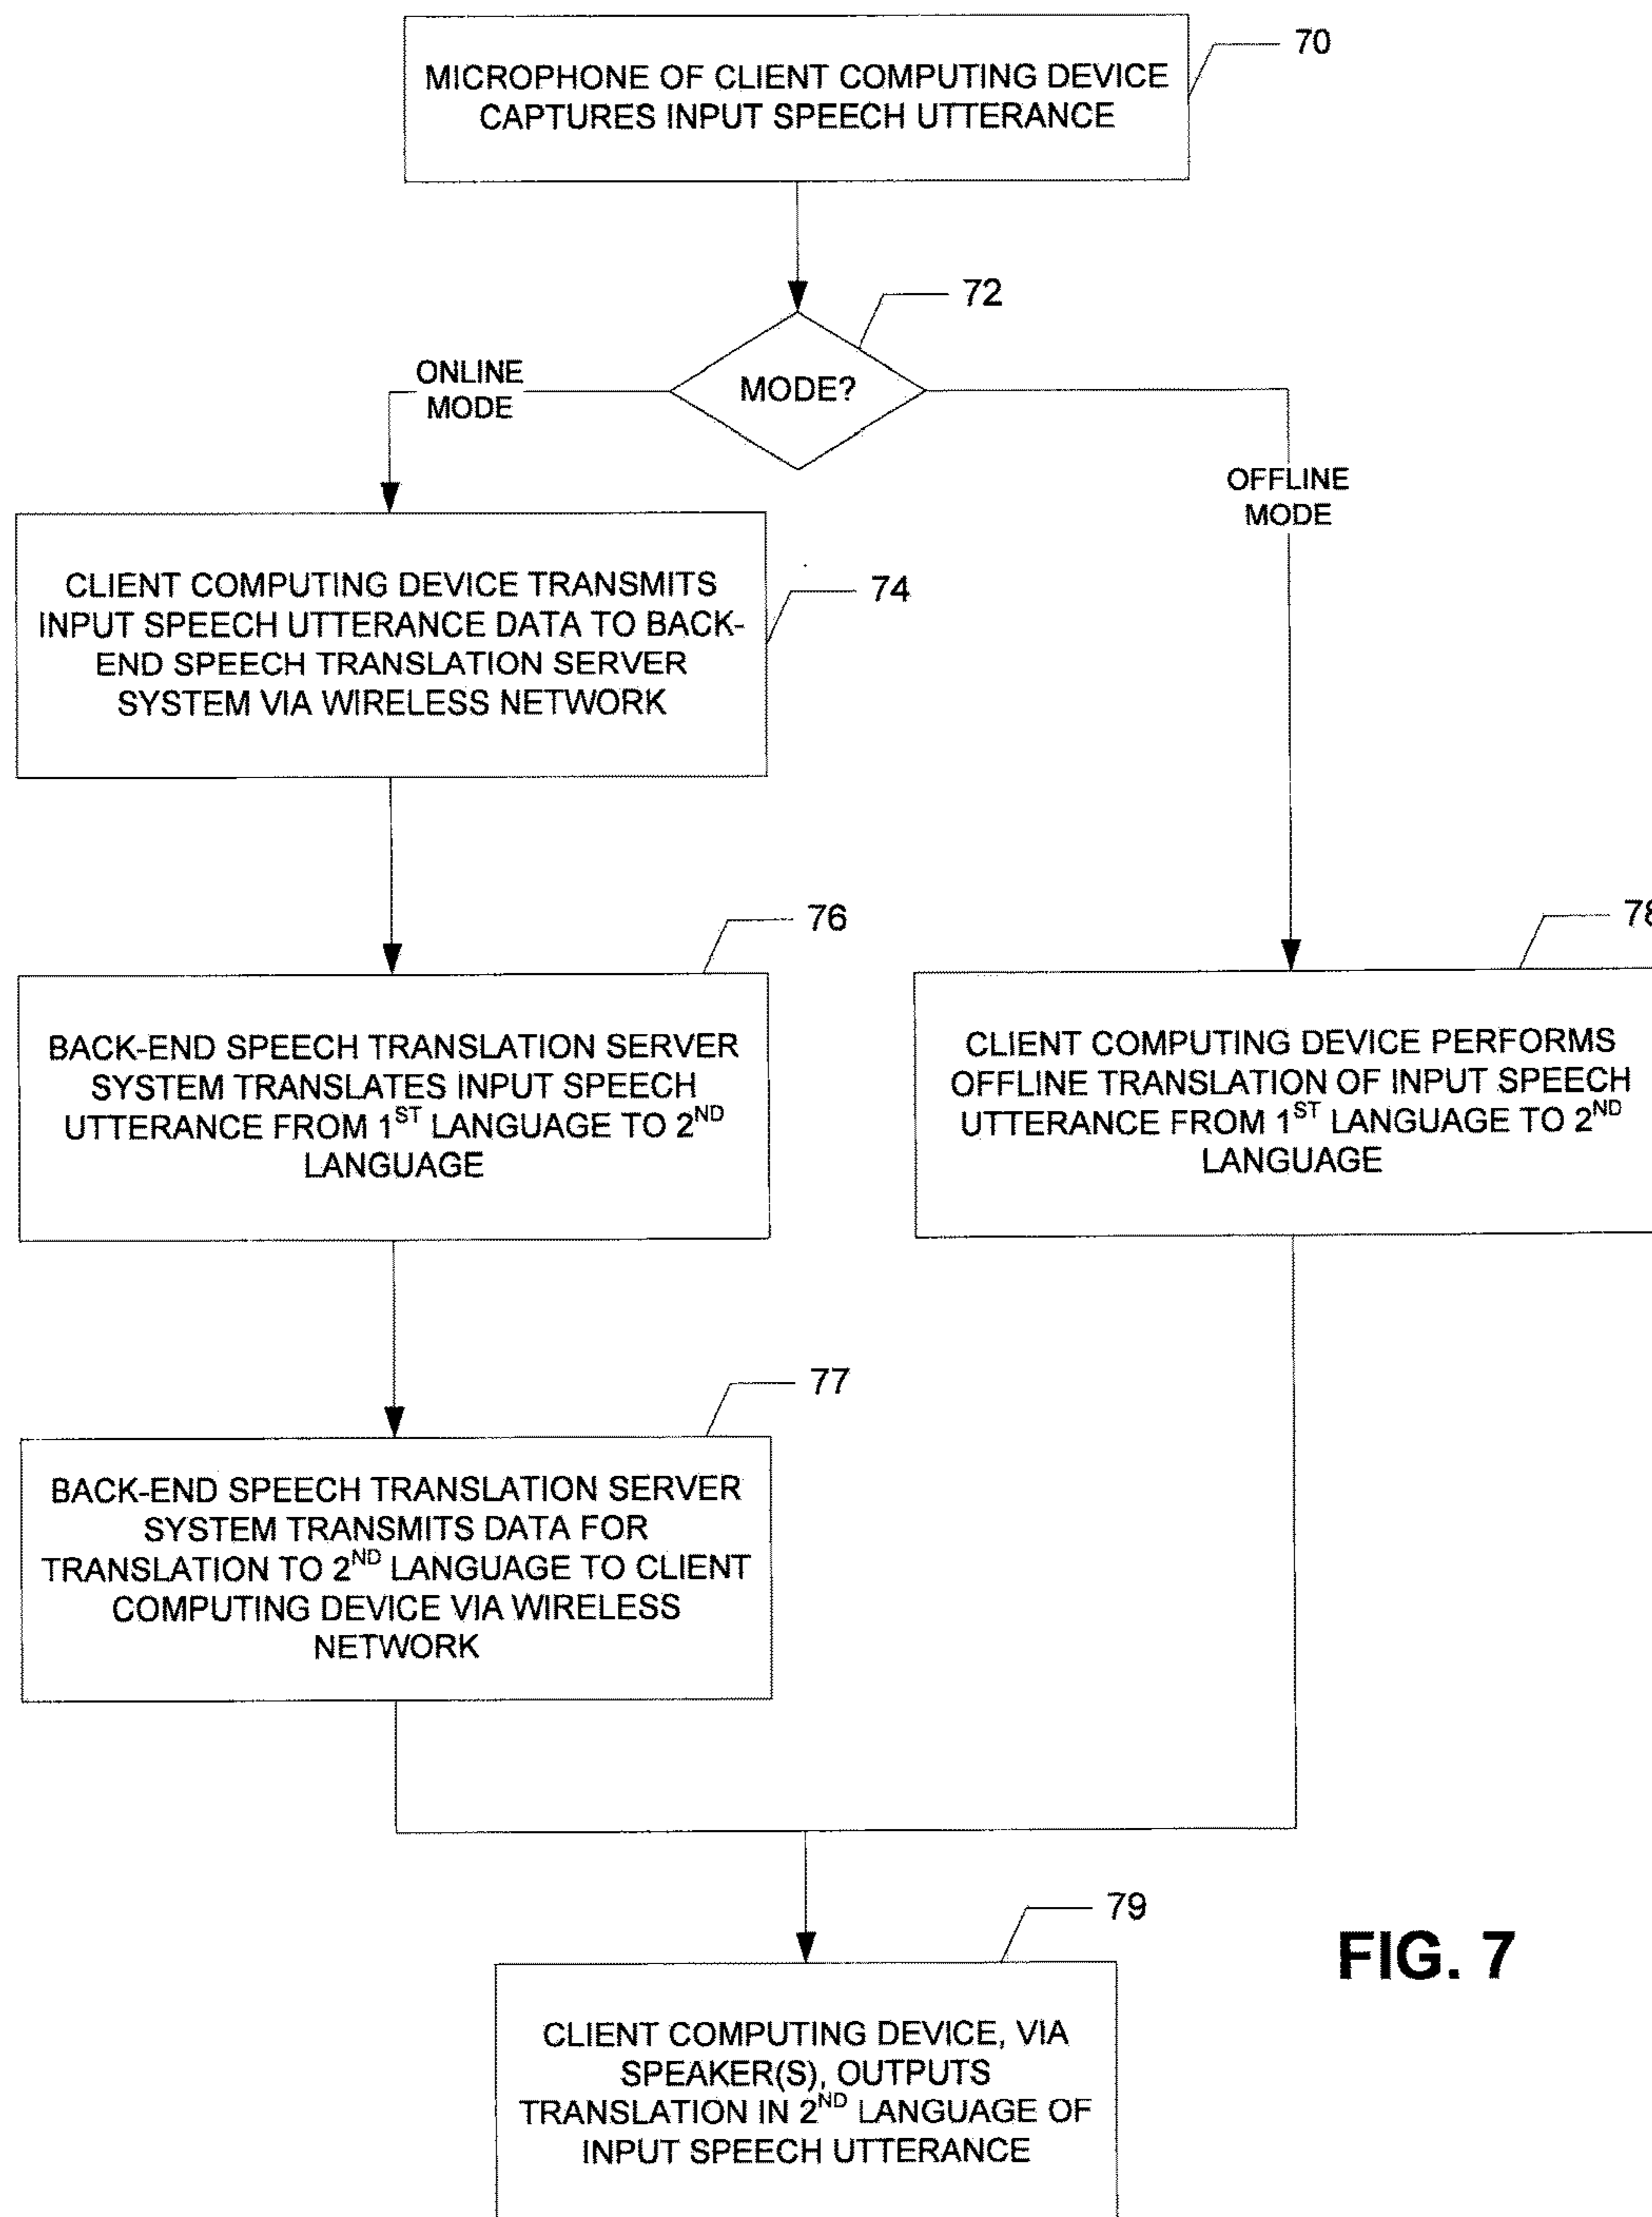 70
MICROPHONE OF CLIENT COMPUTING DEVICE
CAPTURES INPUT SPEECH UTTERANCE
72
MODE?
ONLINE
MODE
OFFLINE
MODE
74
CLIENT COMPUTING DEVICE TRANSMITS
INPUT SPEECH UTTERANCE DATA TO BACK-
END SPEECH TRANSLATION SERVER
SYSTEM VIA WIRELESS NETWORK
76
BACK-END SPEECH TRANSLATION SERVER
SYSTEM TRANSLATES INPUT SPEECH
UTTERANCE FROM 1ST LANGUAGE TO 2ND
LANGUAGE
78
CLIENT COMPUTING DEVICE PERFORMS
OFFLINE TRANSLATION OF INPUT SPEECH
UTTERANCE FROM 1ST LANGUAGE TO 2ND
LANGUAGE
77
BACK-END SPEECH TRANSLATION SERVER
SYSTEM TRANSMITS DATA FOR
TRANSLATION TO 2ND LANGUAGE TO CLIENT
COMPUTING DEVICE VIA WIRELESS
NETWORK
79
CLIENT COMPUTING DEVICE, VIA
SPEAKER(S), OUTPUTS
TRANSLATION IN 2ND LANGUAGE OF
INPUT SPEECH UTTERANCE
FIG. 7